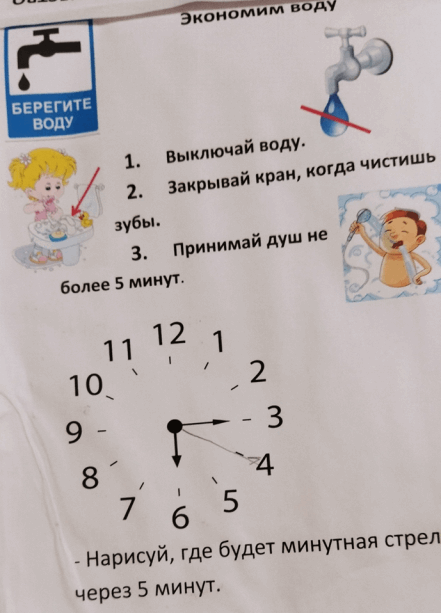 Экономим воду
БЕРЕГИТЕ
ВОДУ
1. Выключай воду.
2. Закрывай кран, когда чистишь
зубы.
3. Принимай душ не
более 5 минут.
12
11
1
10
2
9
3
8
4
7
5
6
- Нарисуй, где будет минутная стрел
через 5 минут.